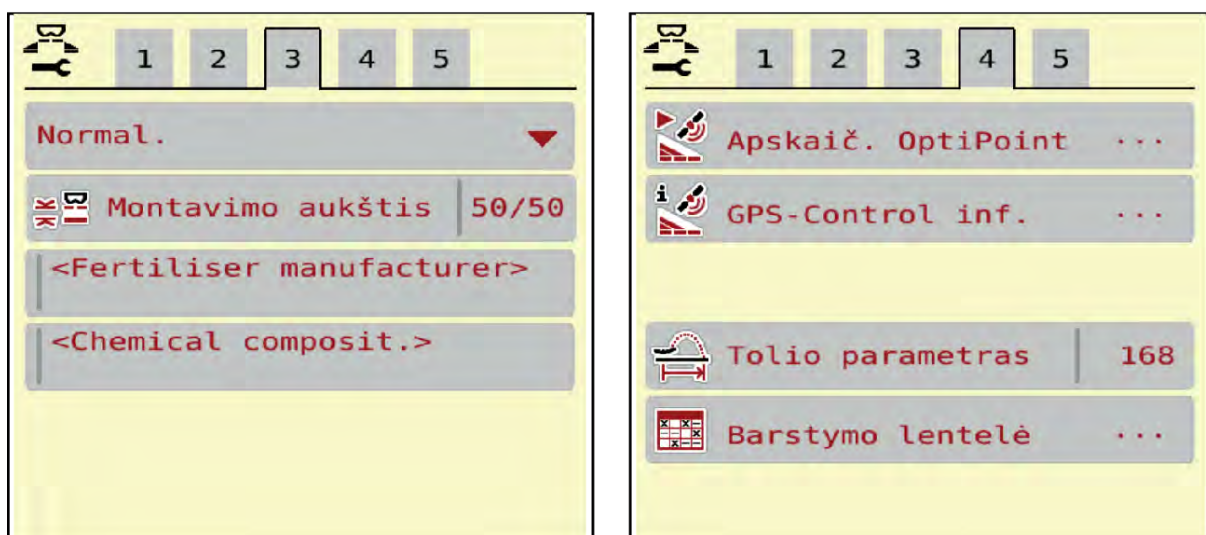 1 2 3 4 5
Normal.
Montavimo aukštis 50/50
<Fertiliser manufacturer>
<Chemical composit.>
1 2 3 4 5
Apskaič. OptiPoint ...
GPS-Control inf. ...
Tolio parametras 168
Barstymo lentelė ...